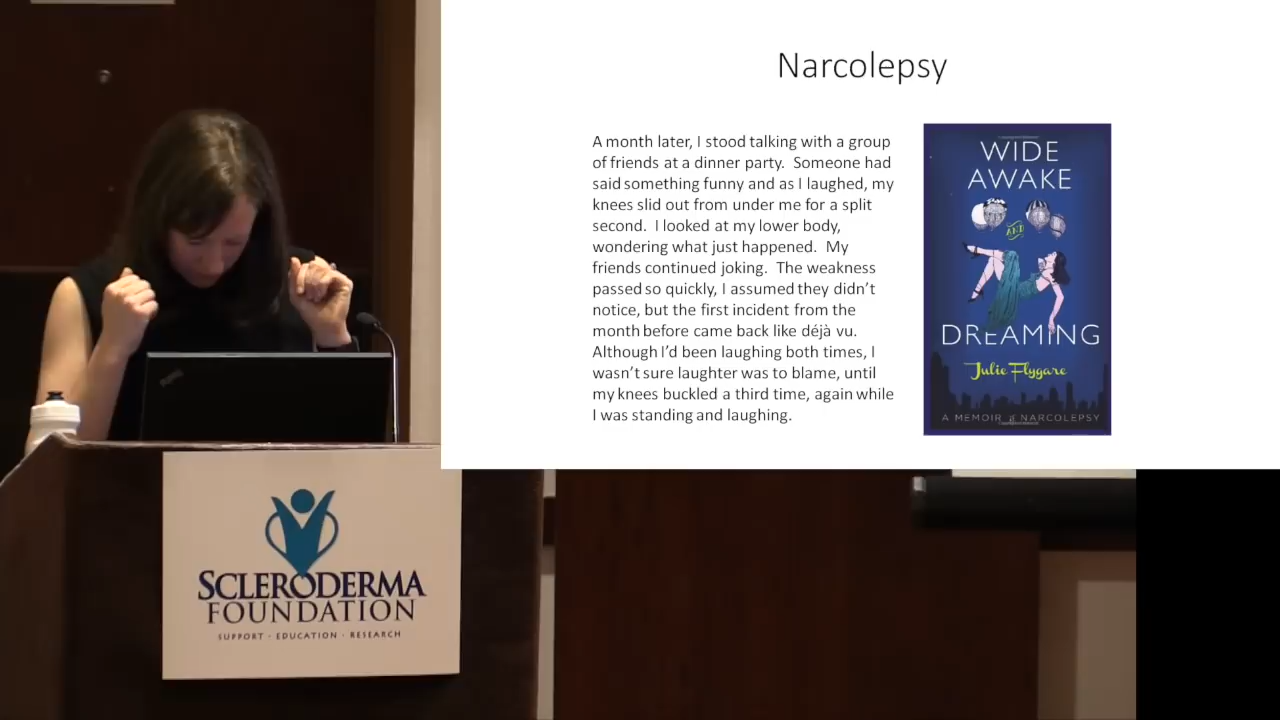 Narcolepsy
A month later, I stood talking with a group
of friends at a dinner party. Someone had
said something funny and as I laughed, my
knees slid out from under me for a split
second. I looked at my lower body,
wondering what just happened. My
friends continued joking. The weakness
passed so quickly, I assumed they didn't
notice, but the first incident from the
month before came back like déjà vu.
Although I'd been laughing both times, I
wasn't sure laughter was to blame, until
my knees buckled a third time, again while
I was standing and laughing.
WIDE
AWAKE
AND
DREAMING
Julie Flygare
A MEMOIR of NARCOLEPSY
SCLERODERMA
FOUNDATION
SUPPORT · EDUCATION · RESEARCH